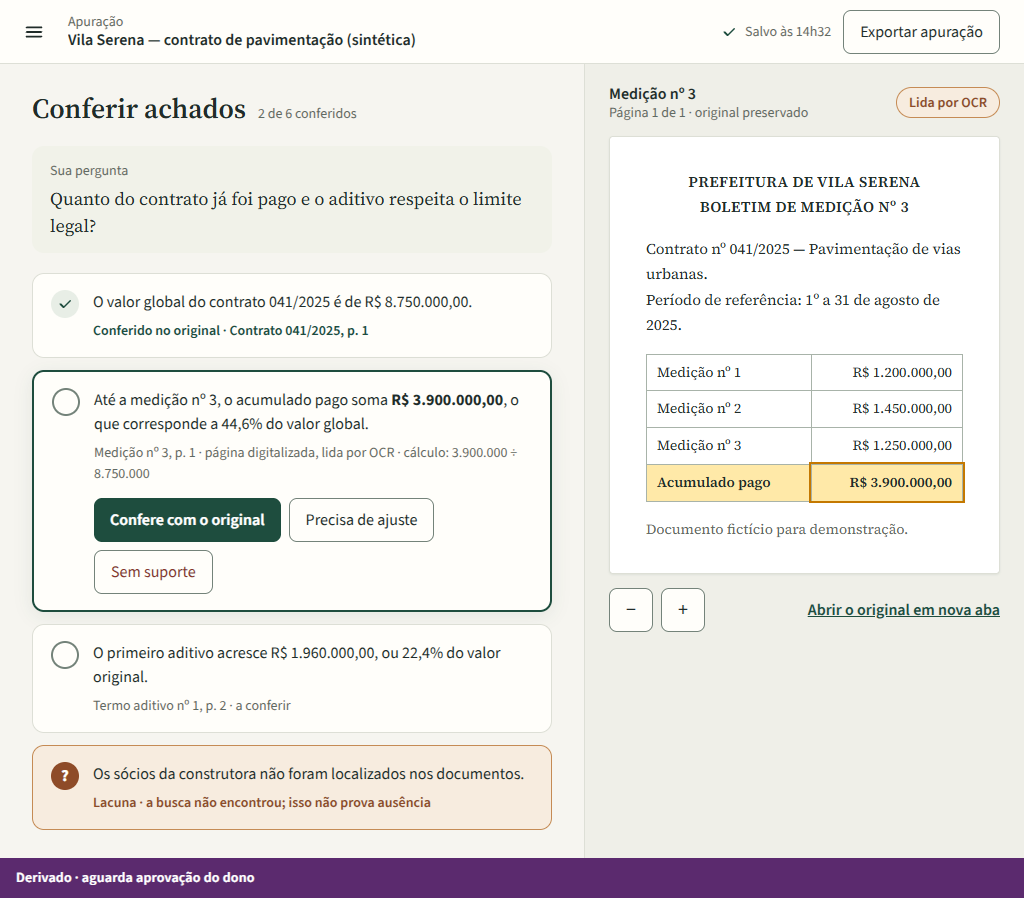 Apuração
Vila Serena — contrato de pavimentação (sintética)
Salvo às 14h32
Exportar apuração
Conferir achados
2 de 6 conferidos
Sua pergunta
Quanto do contrato já foi pago e o aditivo respeita o limite
legal?
O valor global do contrato 041/2025 é de R$ 8.750.000,00.
Conferido no original · Contrato 041/2025, p. 1
Até a medição nº 3, o acumulado pago soma R$ 3.900.000,00, o
que corresponde a 44,6% do valor global.
Medição nº 3, p. 1 · página digitalizada, lida por OCR · cálculo: 3.900.000 ÷
8.750.000
Confere com o original
Precisa de ajuste
Sem suporte
O primeiro aditivo acresce R$ 1.960.000,00, ou 22,4% do valor
original.
Termo aditivo nº 1, p. 2 · a conferir
?
Os sócios da construtora não foram localizados nos documentos.
Lacuna · a busca não encontrou; isso não prova ausência
Medição nº 3
Página 1 de 1 · original preservado
Lida por OCR
PREFEITURA DE VILA SERENA
BOLETIM DE MEDIÇÃO Nº 3
Contrato nº 041/2025 — Pavimentação de vias
urbanas.
Período de referência: 1º a 31 de agosto de
2025.
Medição nº 1 R$ 1.200.000,00
Medição nº 2 R$ 1.450.000,00
Medição nº 3 R$ 1.250.000,00
Acumulado pago R$ 3.900.000,00
Documento fictício para demonstração.
− +
Abrir o original em nova aba
Derivado · aguarda aprovação do dono